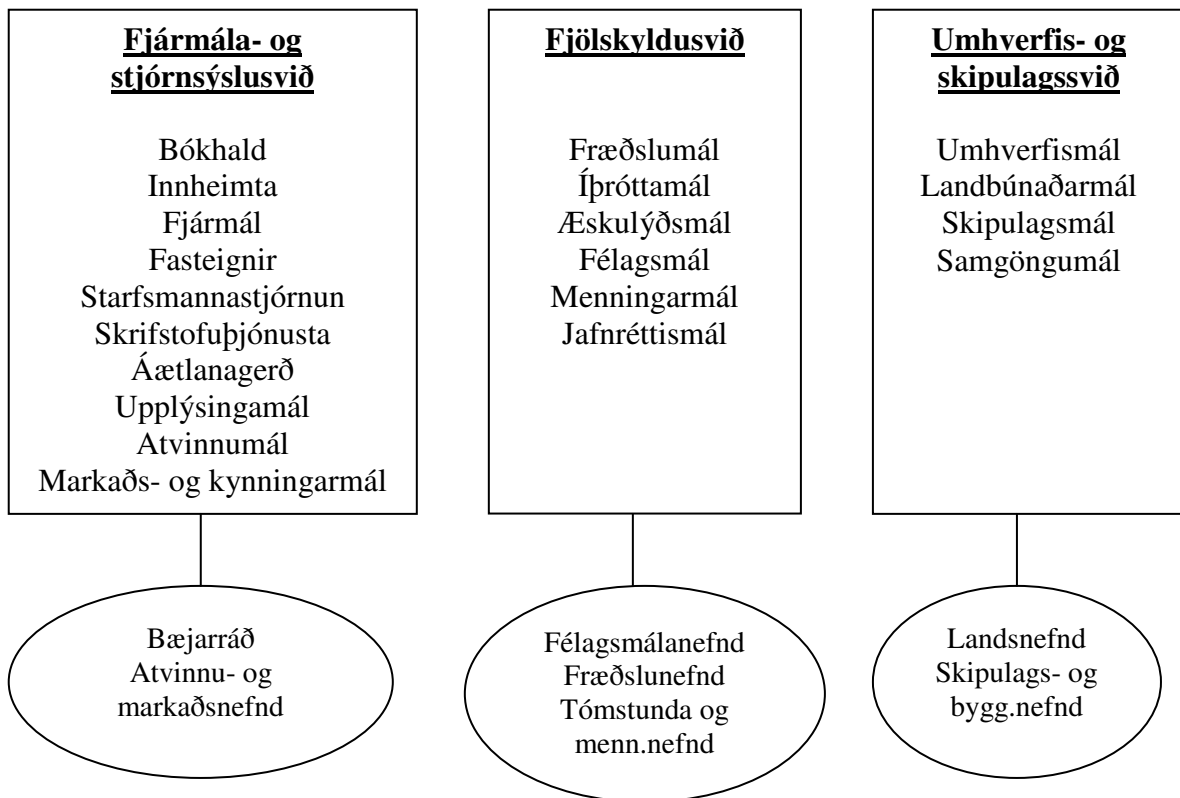 Fjármála- og
stjórnsýslusvið
Bókhald
Innheimta
Fjármál
Fasteignir
Starfsmannastjórnun
Skrifstofuþjónusta
Áætlanagerð
Upplýsingamál
Atvinnumál
Markaðs- og kynningarmál
Bæjarráð
Atvinnu- og
markaðsnefnd
Fjölskyldusvið
Fræðslumál
Íþróttamál
Æskulýðsmál
Félagsmál
Menningarmál
Jafnréttismál
Félagsmálanefnd
Fræðslunefnd
Tómstunda og
menn.nefnd
Umhverfis- og
skipulagssvið
Umhverfismál
Landbúnaðarmál
Skipulagsmál
Samgöngumál
Landsnefnd
Skipulags- og
bygg.nefnd